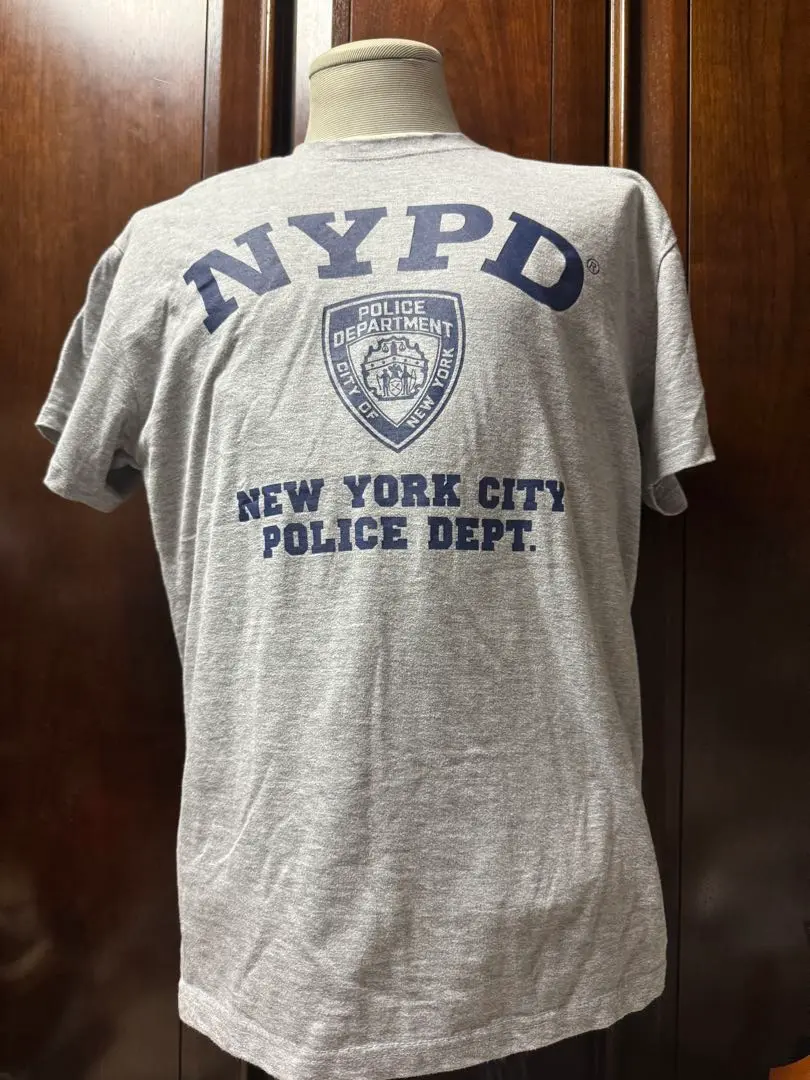 NYPD®
POLICE
DEPARTMENT
CITY OF NEW YORK
NEW YORK CITY
POLICE DEPT.